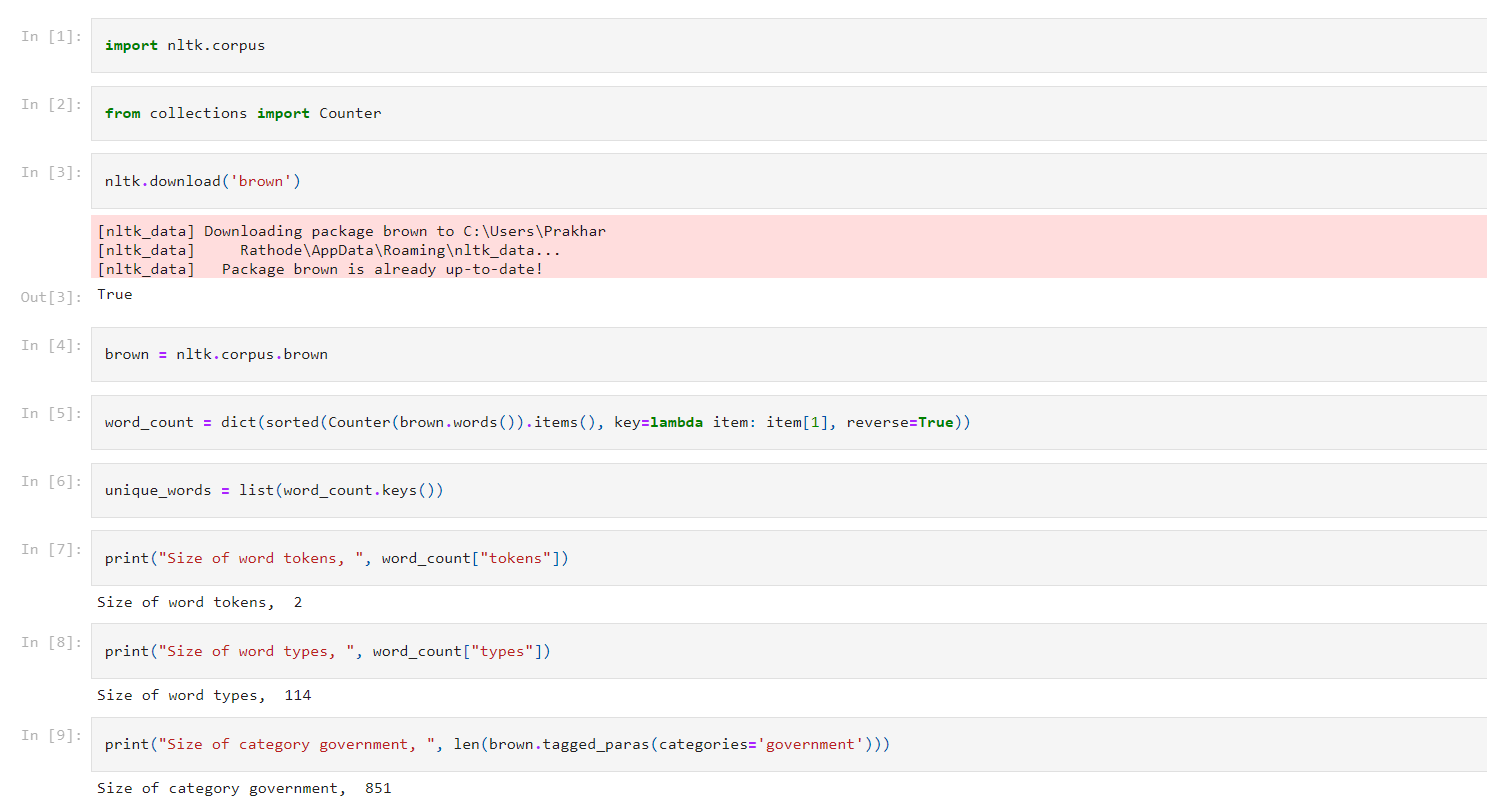 In [1]: import nltk.corpus
In [2]: from collections import Counter
In [3]: nltk.download('brown')
[nltk_data] Downloading package brown to C:\Users\Prakhar
[nltk_data]     Rathode\AppData\Roaming\nltk_data...
[nltk_data]   Package brown is already up-to-date!
Out[3]: True
In [4]: brown = nltk.corpus.brown
In [5]: word_count = dict(sorted(Counter(brown.words()).items(), key=lambda item: item[1], reverse=True))
In [6]: unique_words = list(word_count.keys())
In [7]: print("Size of word tokens, ", word_count["tokens"])
Size of word tokens,  2
In [8]: print("Size of word types, ", word_count["types"])
Size of word types,  114
In [9]: print("Size of category government, ", len(brown.tagged_paras(categories='government')))
Size of category government,  851